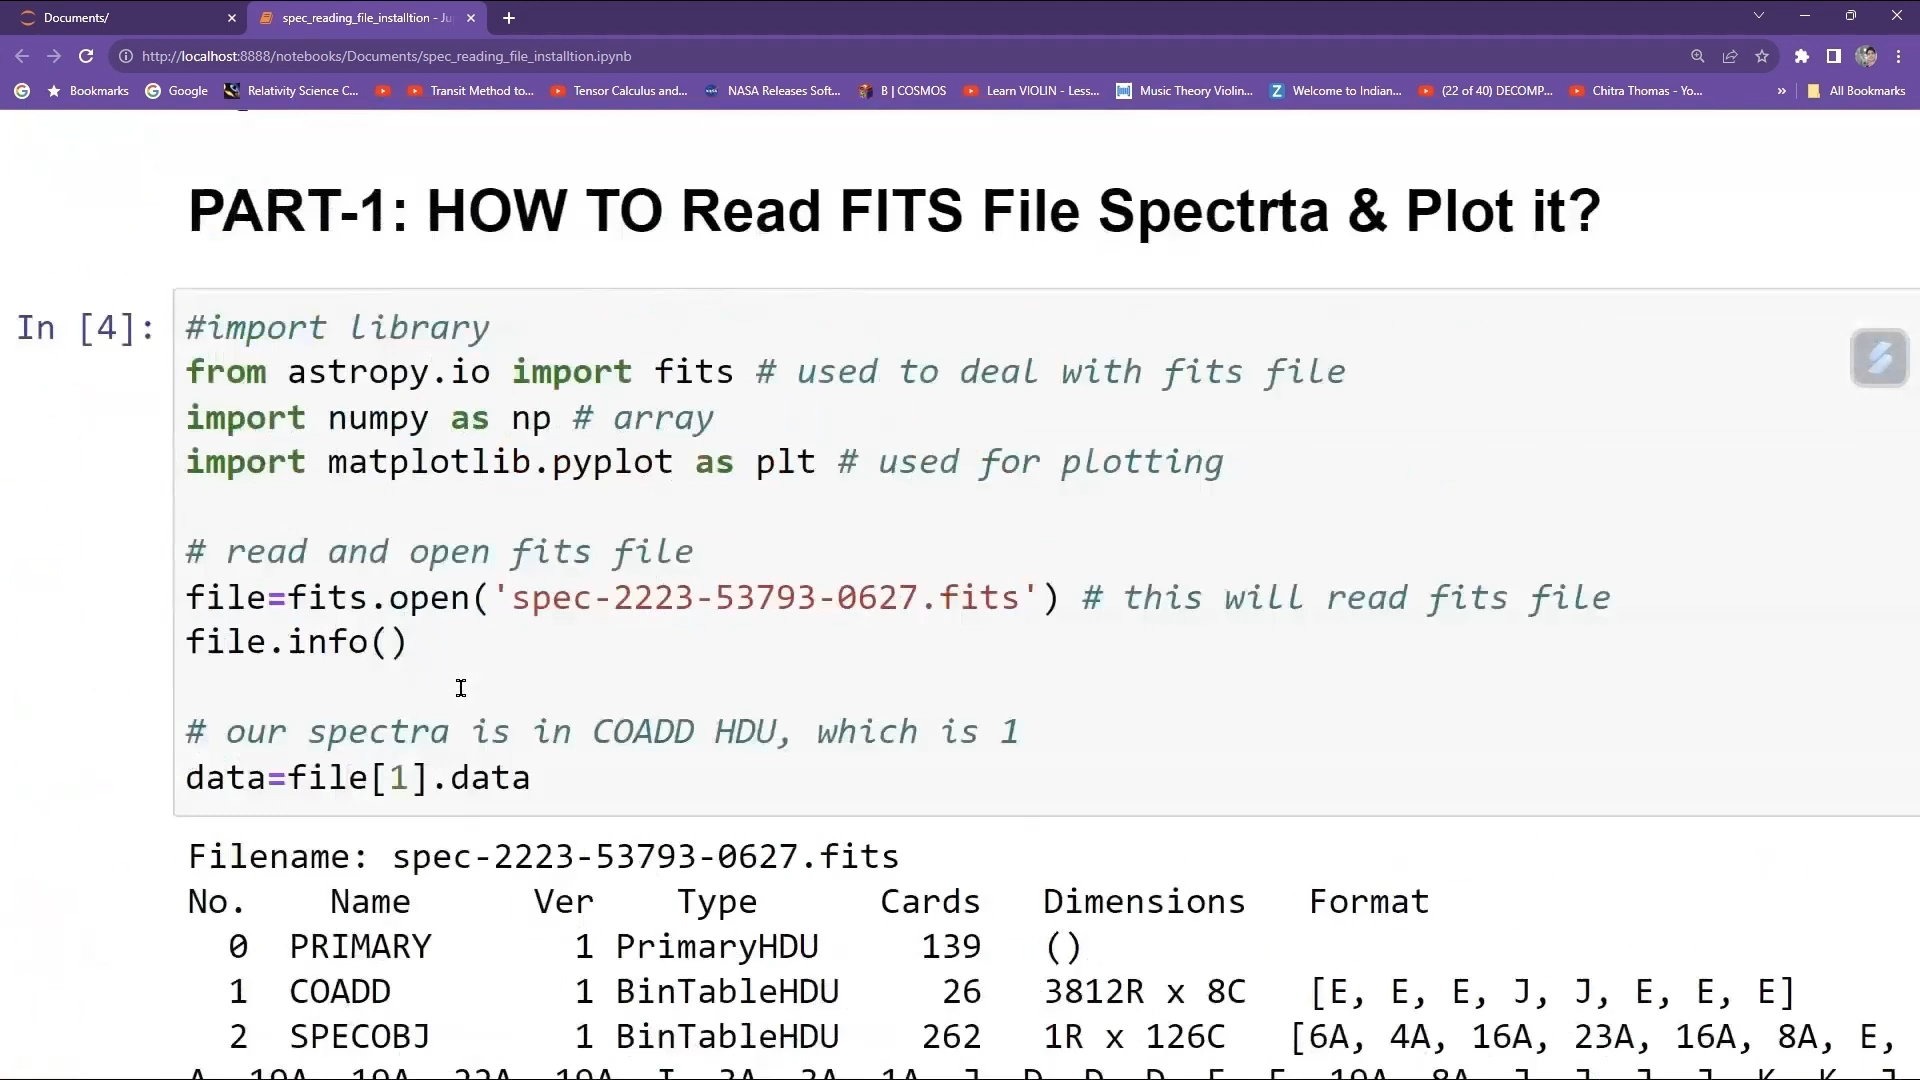 Documents/
spec_reading_file_installtion - Ju
http://localhost:8888/notebooks/Documents/spec_reading_file_installtion.ipynb
Bookmarks Google Relativity Science C... Transit Method to... Tensor Calculus and... NASA Releases Soft... B | COSMOS Learn VIOLIN - Less... Music Theory Violin... Welcome to Indian... (22 of 40) DECOMP... Chitra Thomas - Yo... » All Bookmarks
PART-1: HOW TO Read FITS File Spectrta & Plot it?
In [4]:
#import library
from astropy.io import fits # used to deal with fits file
import numpy as np # array
import matplotlib.pyplot as plt # used for plotting
# read and open fits file
file=fits.open('spec-2223-53793-0627.fits') # this will read fits file
file.info()
# our spectra is in COADD HDU, which is 1
data=file[1].data
Filename: spec-2223-53793-0627.fits
No. Name Ver Type Cards Dimensions Format
0 PRIMARY 1 PrimaryHDU 139 ()
1 COADD 1 BinTableHDU 26 3812R x 8C [E, E, E, J, J, E, E, E]
2 SPECOBJ 1 BinTableHDU 262 1R x 126C [6A, 4A, 16A, 23A, 16A, 8A, E,